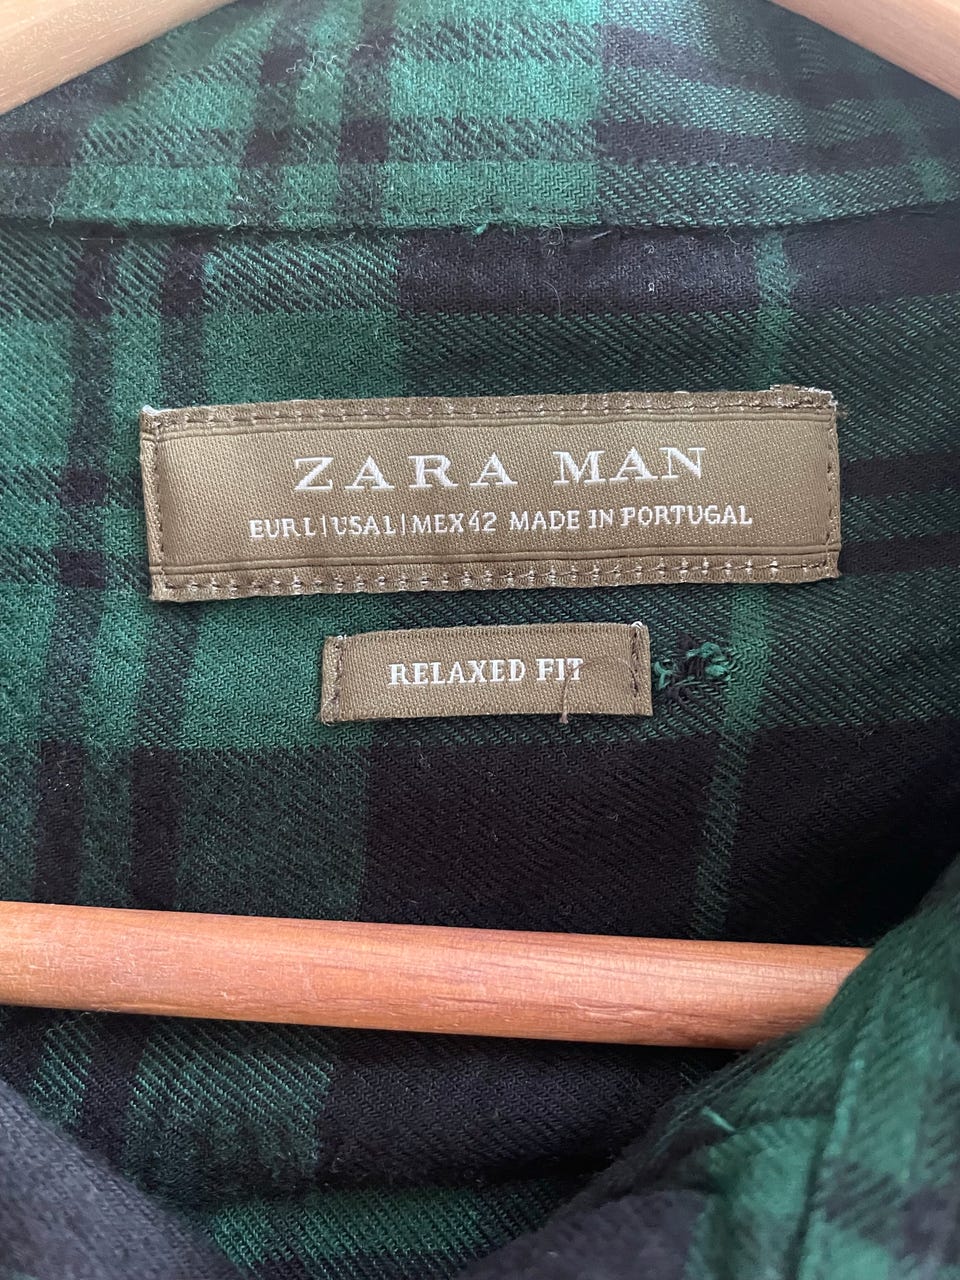 ZARA MAN
EUR L | USA L | MEX 42 MADE IN PORTUGAL
RELAXED FIT